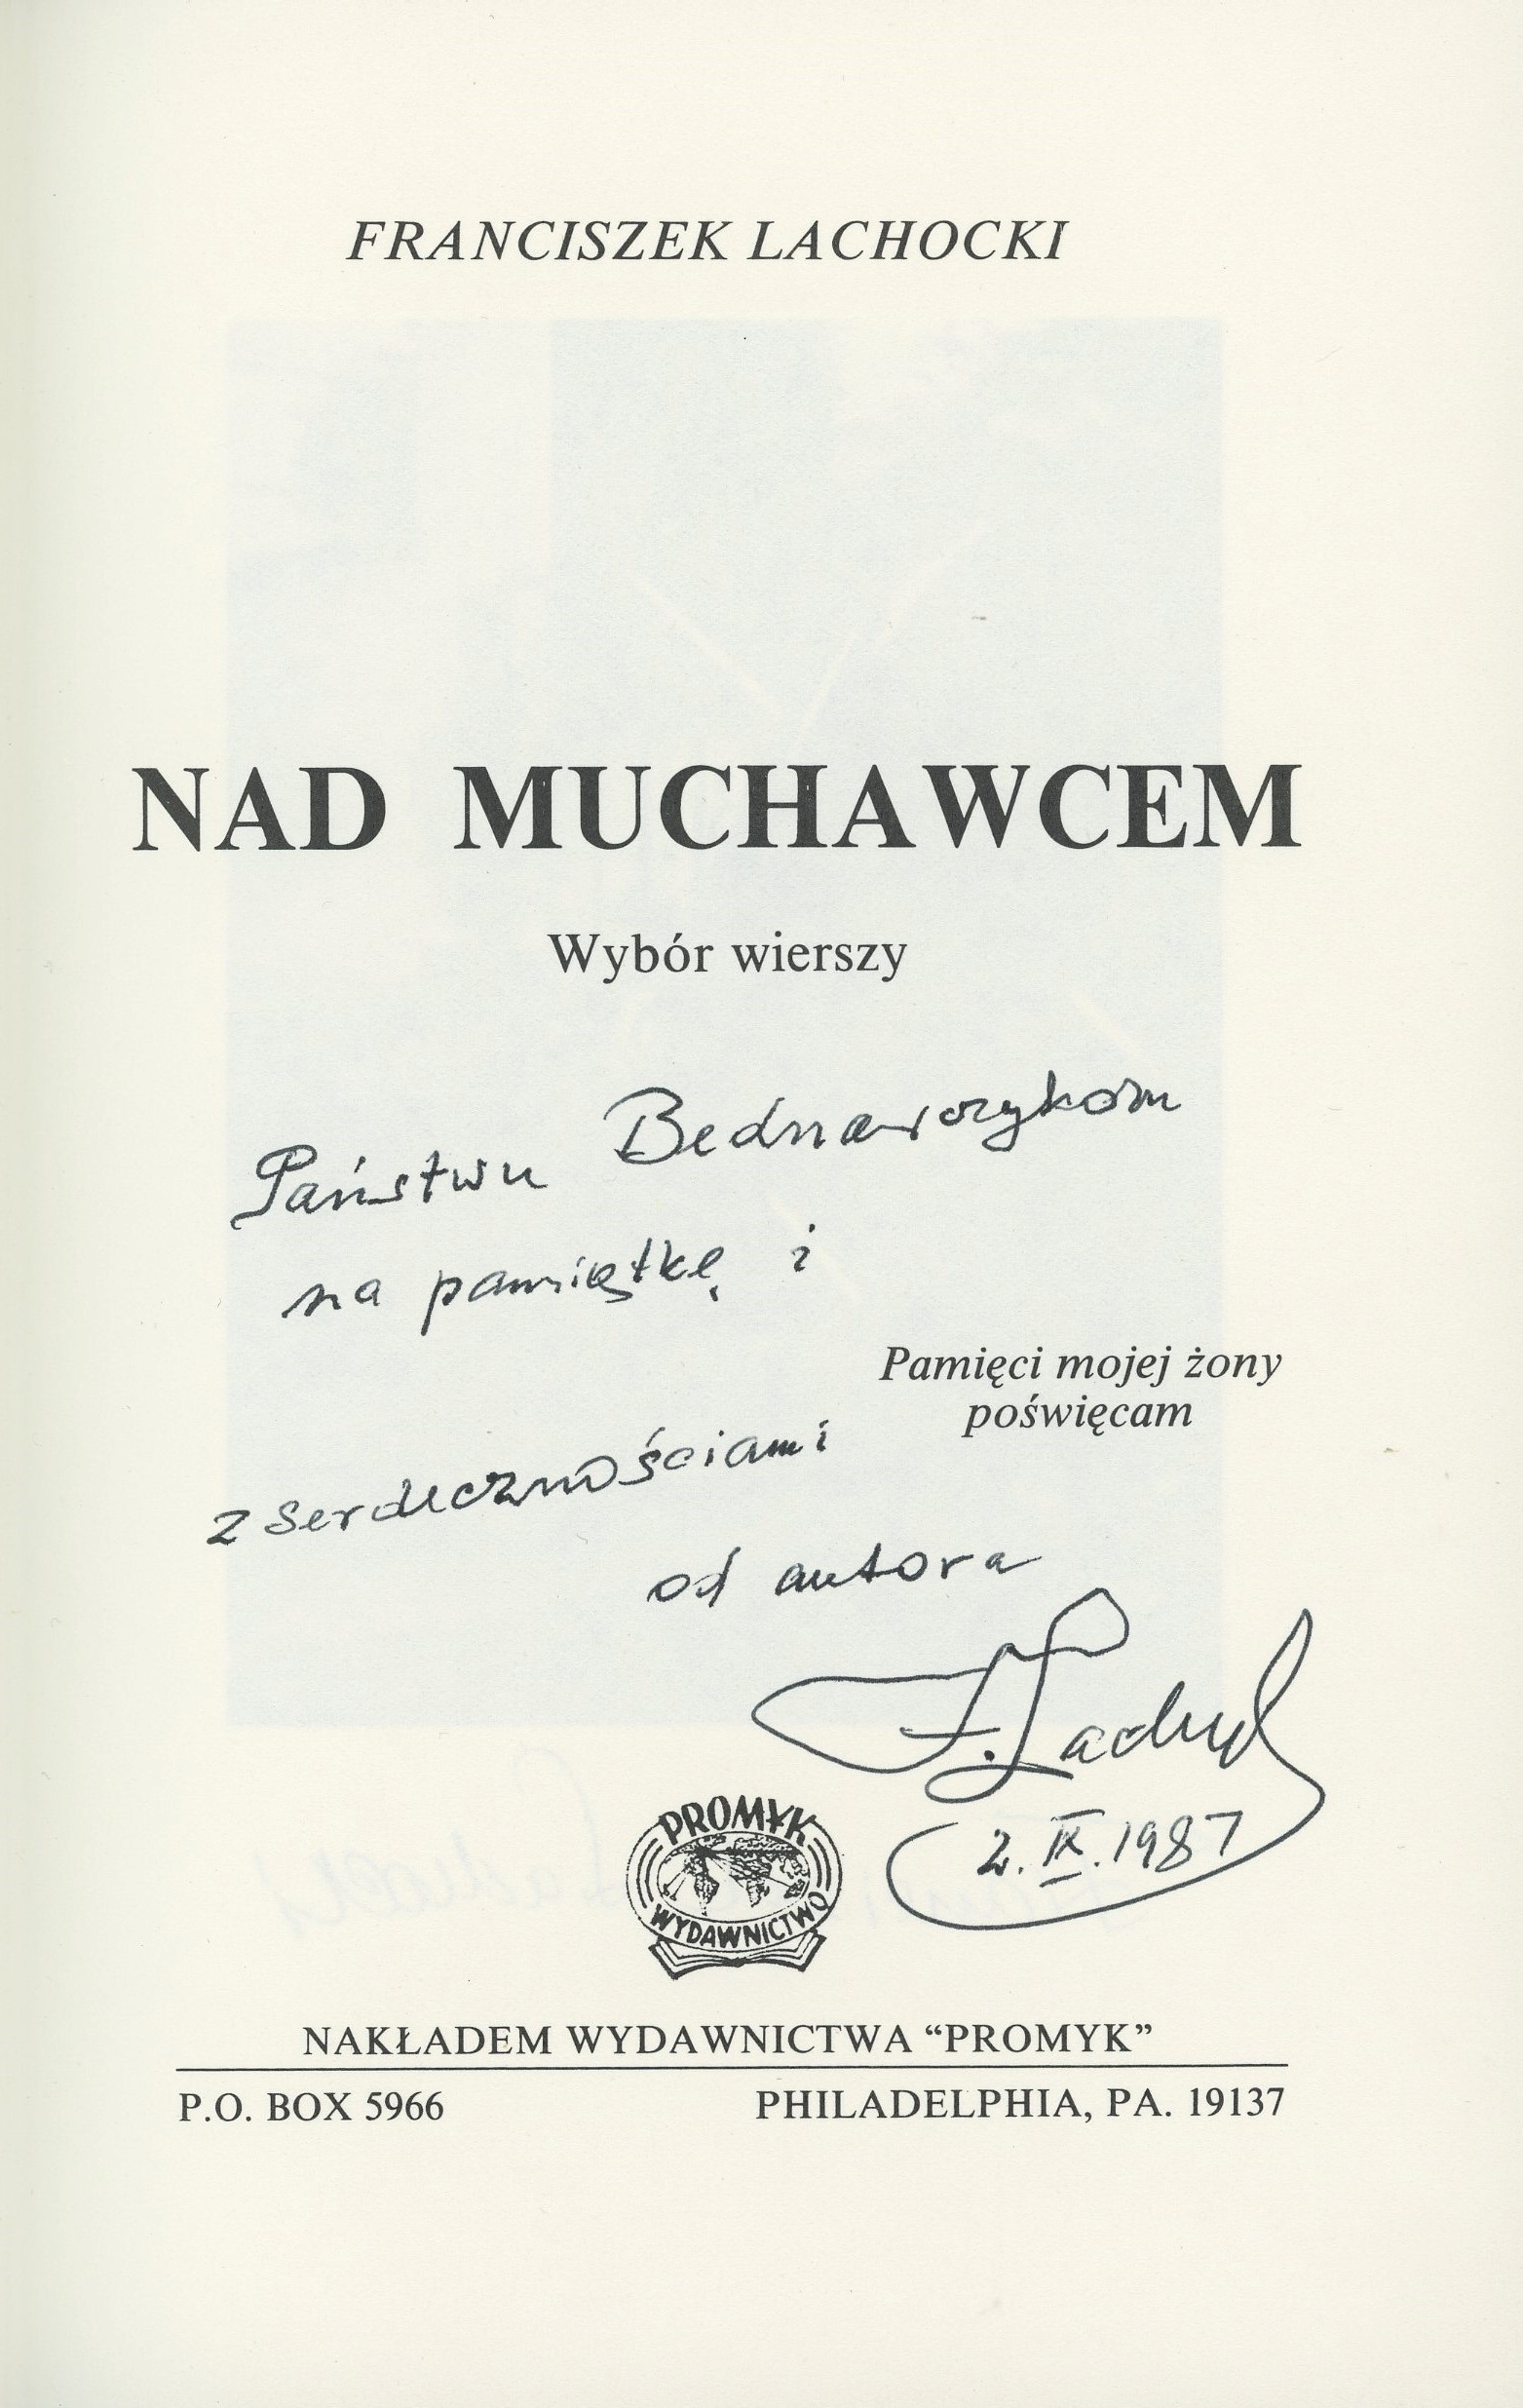 FRANCISZEK LACHOCKI
NAD MUCHAWCEM
Wybór wierszy
Państwu Bednarczykom
na pamiątkę i
Pamięci mojej żony
poświęcam
z serdecznościami
od autora
F. Lachocki
2. IX. 1987
PROMYK
WYDAWNICTWO
NAKŁADEM WYDAWNICTWA “PROMYK”
P.O. BOX 5966 PHILADELPHIA, PA. 19137